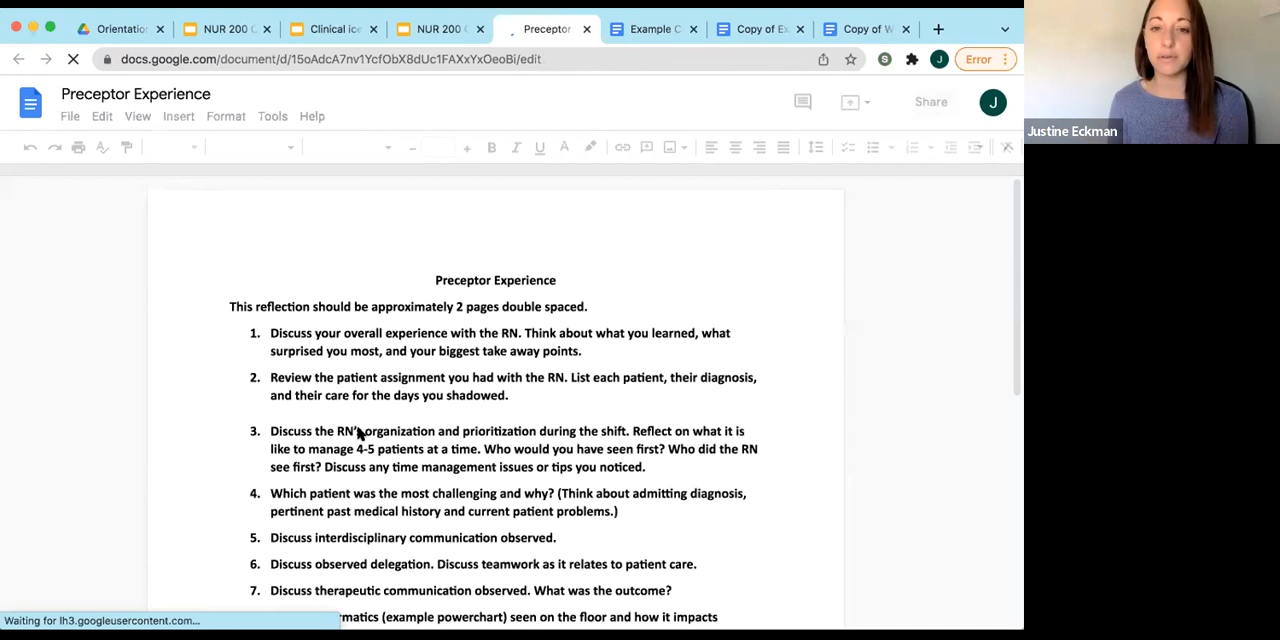 Orientatio
NUR 200 C
Clinical ice
NUR 200 C
Preceptor
Example C
Copy of Ex
Copy of W
docs.google.com/document/d/15oAdcA7nv1YcfObX8dUc1FAXxYxOeoBi/edit
S
J
Error
Preceptor Experience
File Edit View Insert Format Tools Help
Share
J
Justine Eckman
Preceptor Experience
This reflection should be approximately 2 pages double spaced.
1. Discuss your overall experience with the RN. Think about what you learned, what
surprised you most, and your biggest take away points.
2. Review the patient assignment you had with the RN. List each patient, their diagnosis,
and their care for the days you shadowed.
3. Discuss the RN's organization and prioritization during the shift. Reflect on what it is
like to manage 4-5 patients at a time. Who would you have seen first? Who did the RN
see first? Discuss any time management issues or tips you noticed.
4. Which patient was the most challenging and why? (Think about admitting diagnosis,
pertinent past medical history and current patient problems.)
5. Discuss interdisciplinary communication observed.
6. Discuss observed delegation. Discuss teamwork as it relates to patient care.
7. Discuss therapeutic communication observed. What was the outcome?
rmatics (example powerchart) seen on the floor and how it impacts
Waiting for lh3.googleusercontent.com...